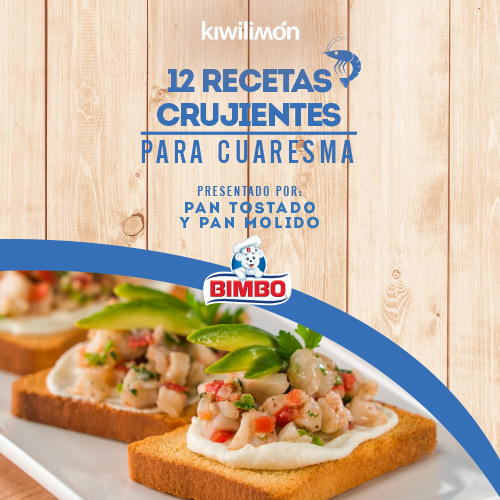 kiwilimón
12 RECETAS
CRUJIENTES
PARA CUARESMA
PRESENTADO POR:
PAN TOSTADO
Y PAN MOLIDO
BIMBO